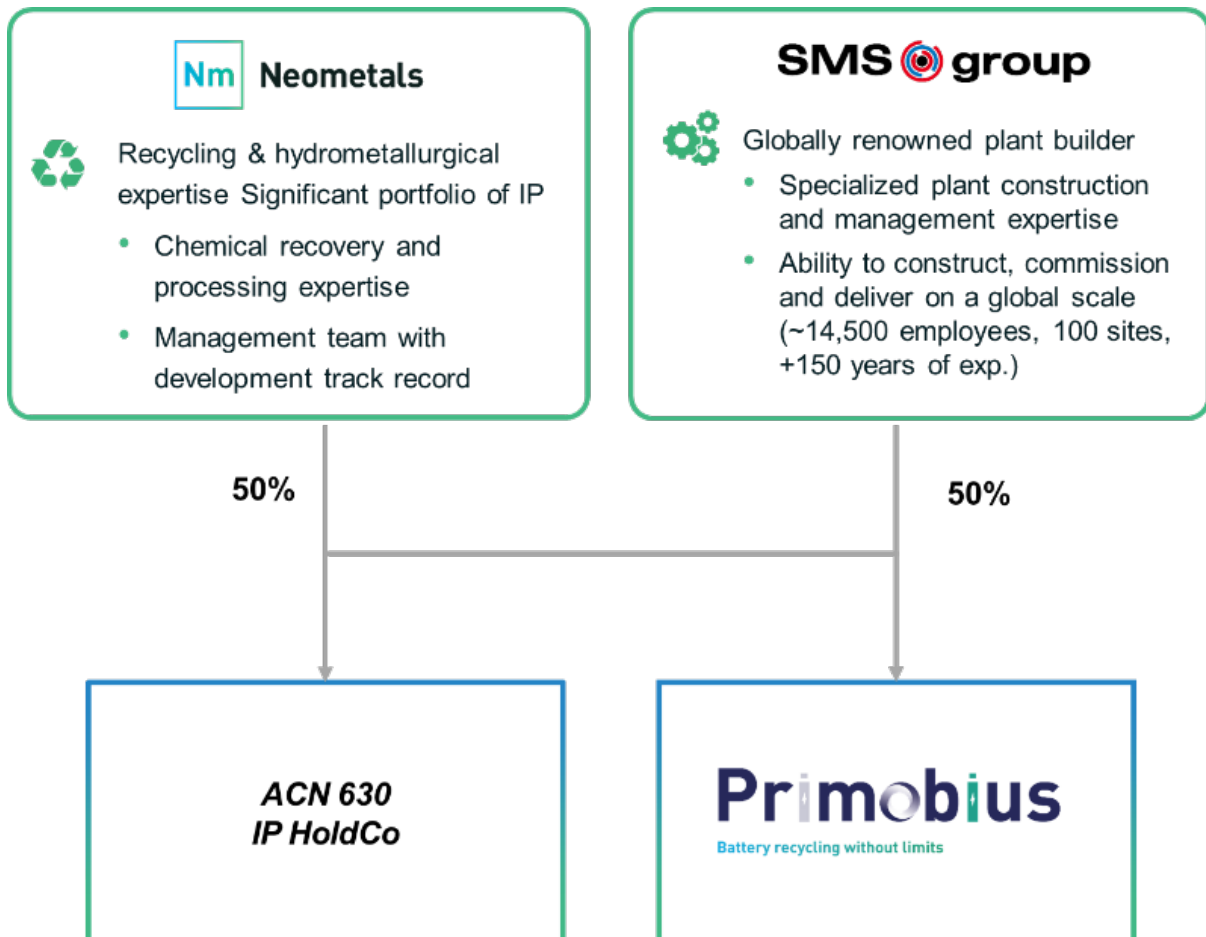 Nm Neometals
Recycling & hydrometallurgical
expertise Significant portfolio of IP
• Chemical recovery and
processing expertise
• Management team with
development track record
SMS group
Globally renowned plant builder
• Specialized plant construction
and management expertise
• Ability to construct, commission
and deliver on a global scale
(~14,500 employees, 100 sites,
+150 years of exp.)
50%
50%
ACN 630
IP HoldCo
Primobius
Battery recycling without limits